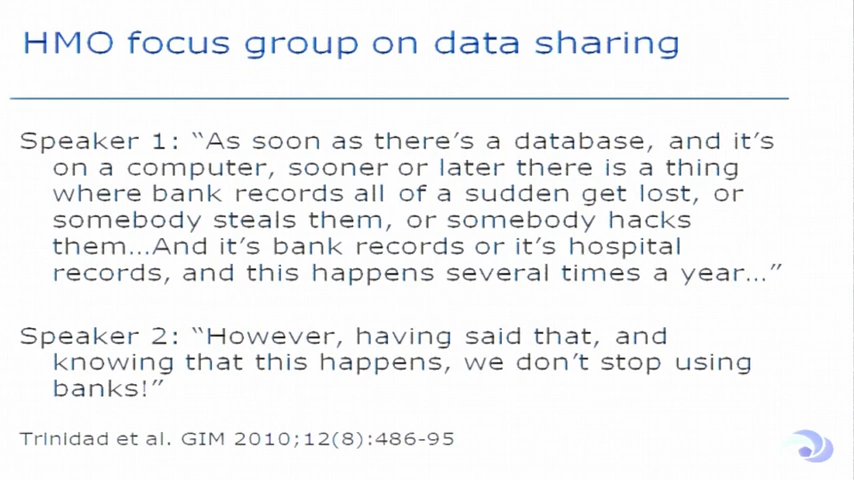 HMO focus group on data sharing
Speaker 1: “As soon as there’s a database, and it’s
on a computer, sooner or later there is a thing
where bank records all of a sudden get lost, or
somebody steals them, or somebody hacks
them…And it’s bank records or it’s hospital
records, and this happens several times a year…”
Speaker 2: “However, having said that, and
knowing that this happens, we don’t stop using
banks!”
Trinidad et al. GIM 2010;12(8):486-95